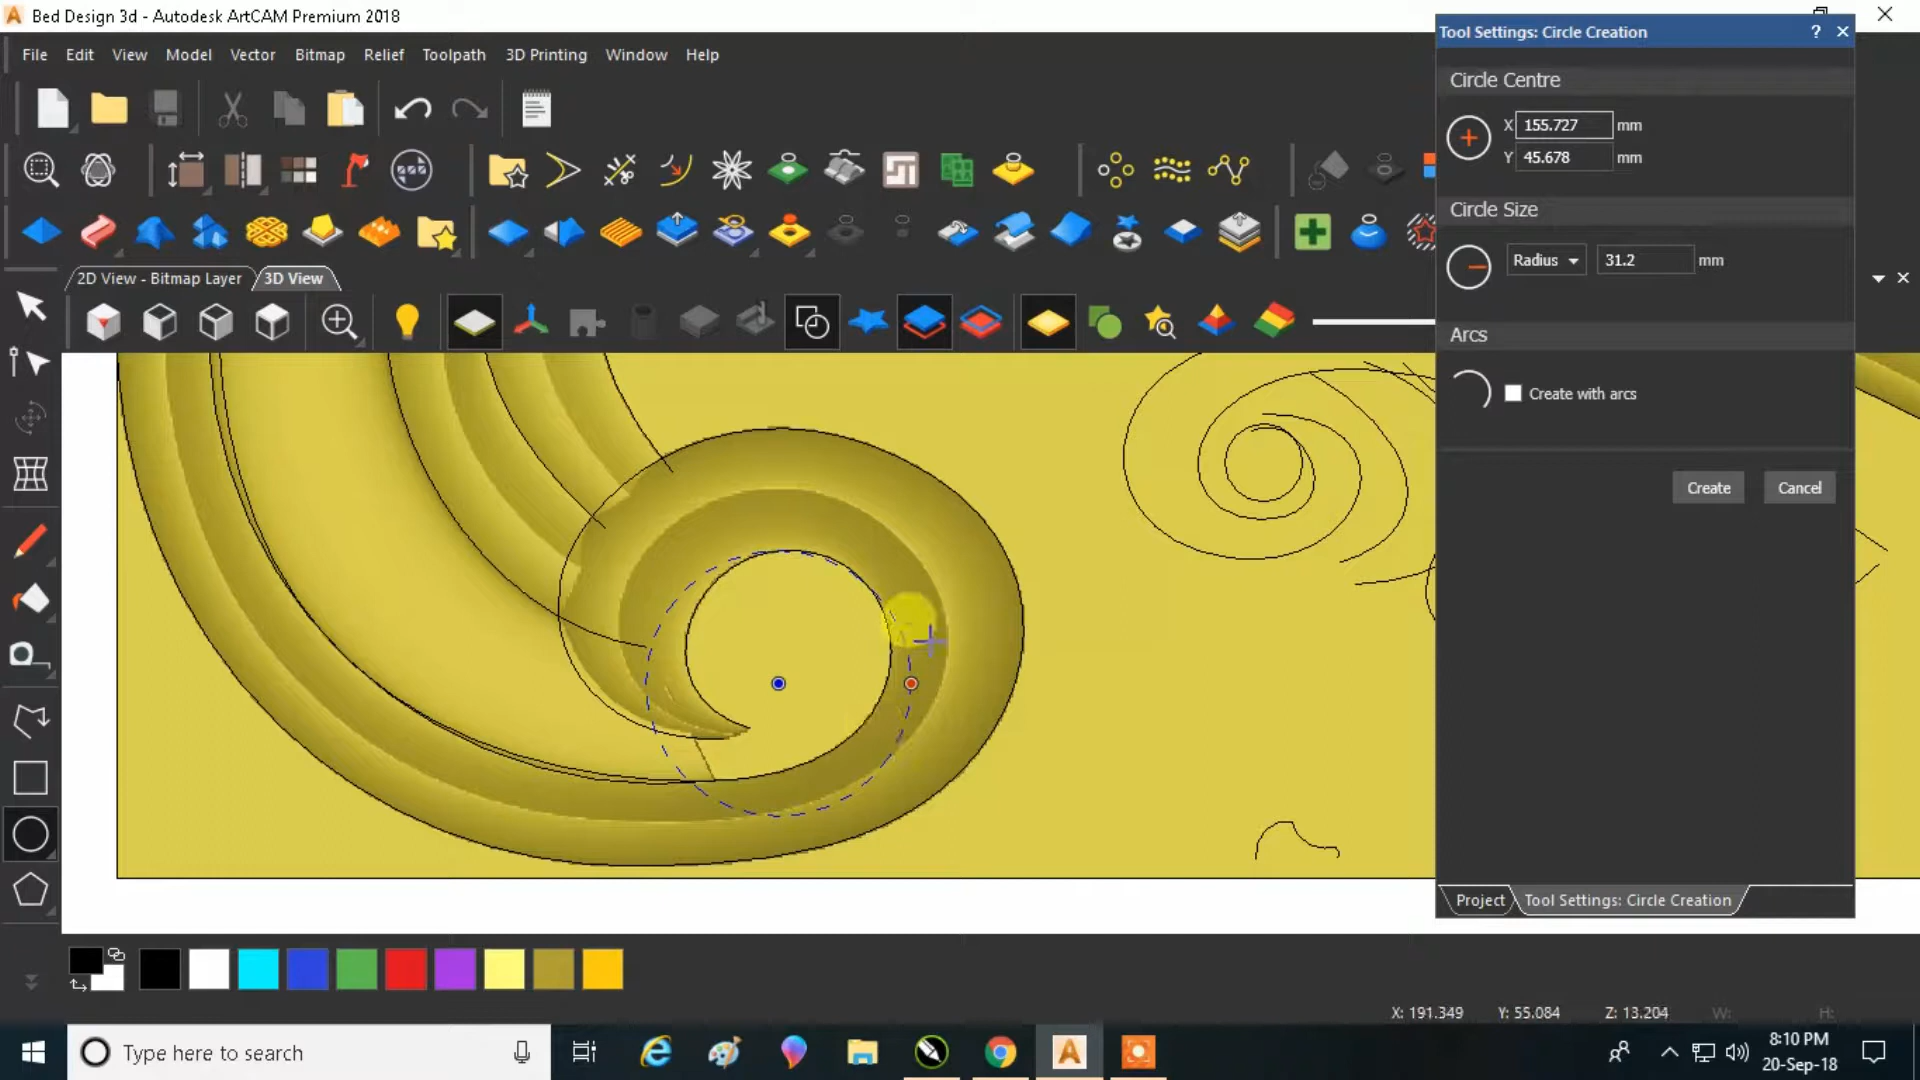 Bed Design 3d - Autodesk ArtCAM Premium 2018
File Edit View Model Vector Bitmap Relief Toolpath 3D Printing Window Help
Tool Settings: Circle Creation
?
Circle Centre
X 155.727 mm
Y 45.678 mm
Circle Size
Radius 31.2 mm
Arcs
Create with arcs
Create Cancel
2D View - Bitmap Layer 3D View
Project Tool Settings: Circle Creation
X: 191.349 Y: 55.084 Z: 13.204 W: H:
Type here to search
8:10 PM
20-Sep-18